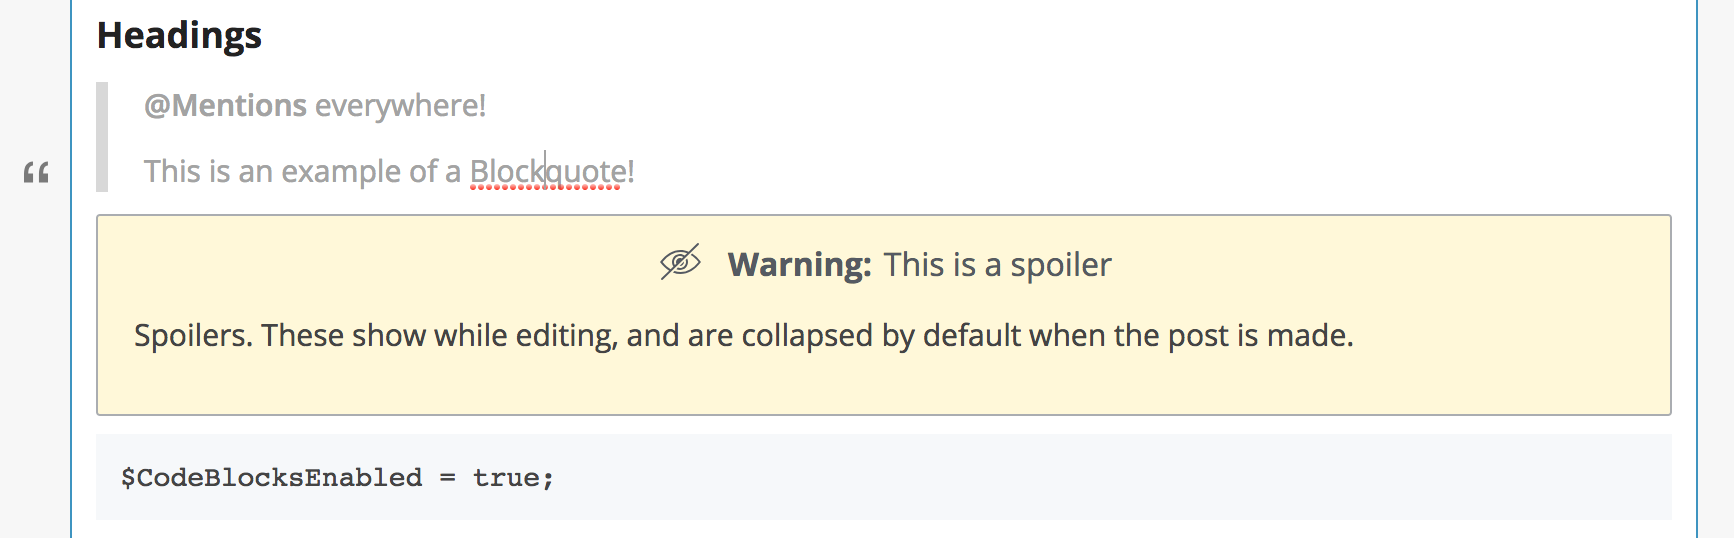 Headings
@Mentions everywhere!
This is an example of a Blockquote!
Warning: This is a spoiler
Spoilers. These show while editing, and are collapsed by default when the post is made.
$CodeBlocksEnabled = true;